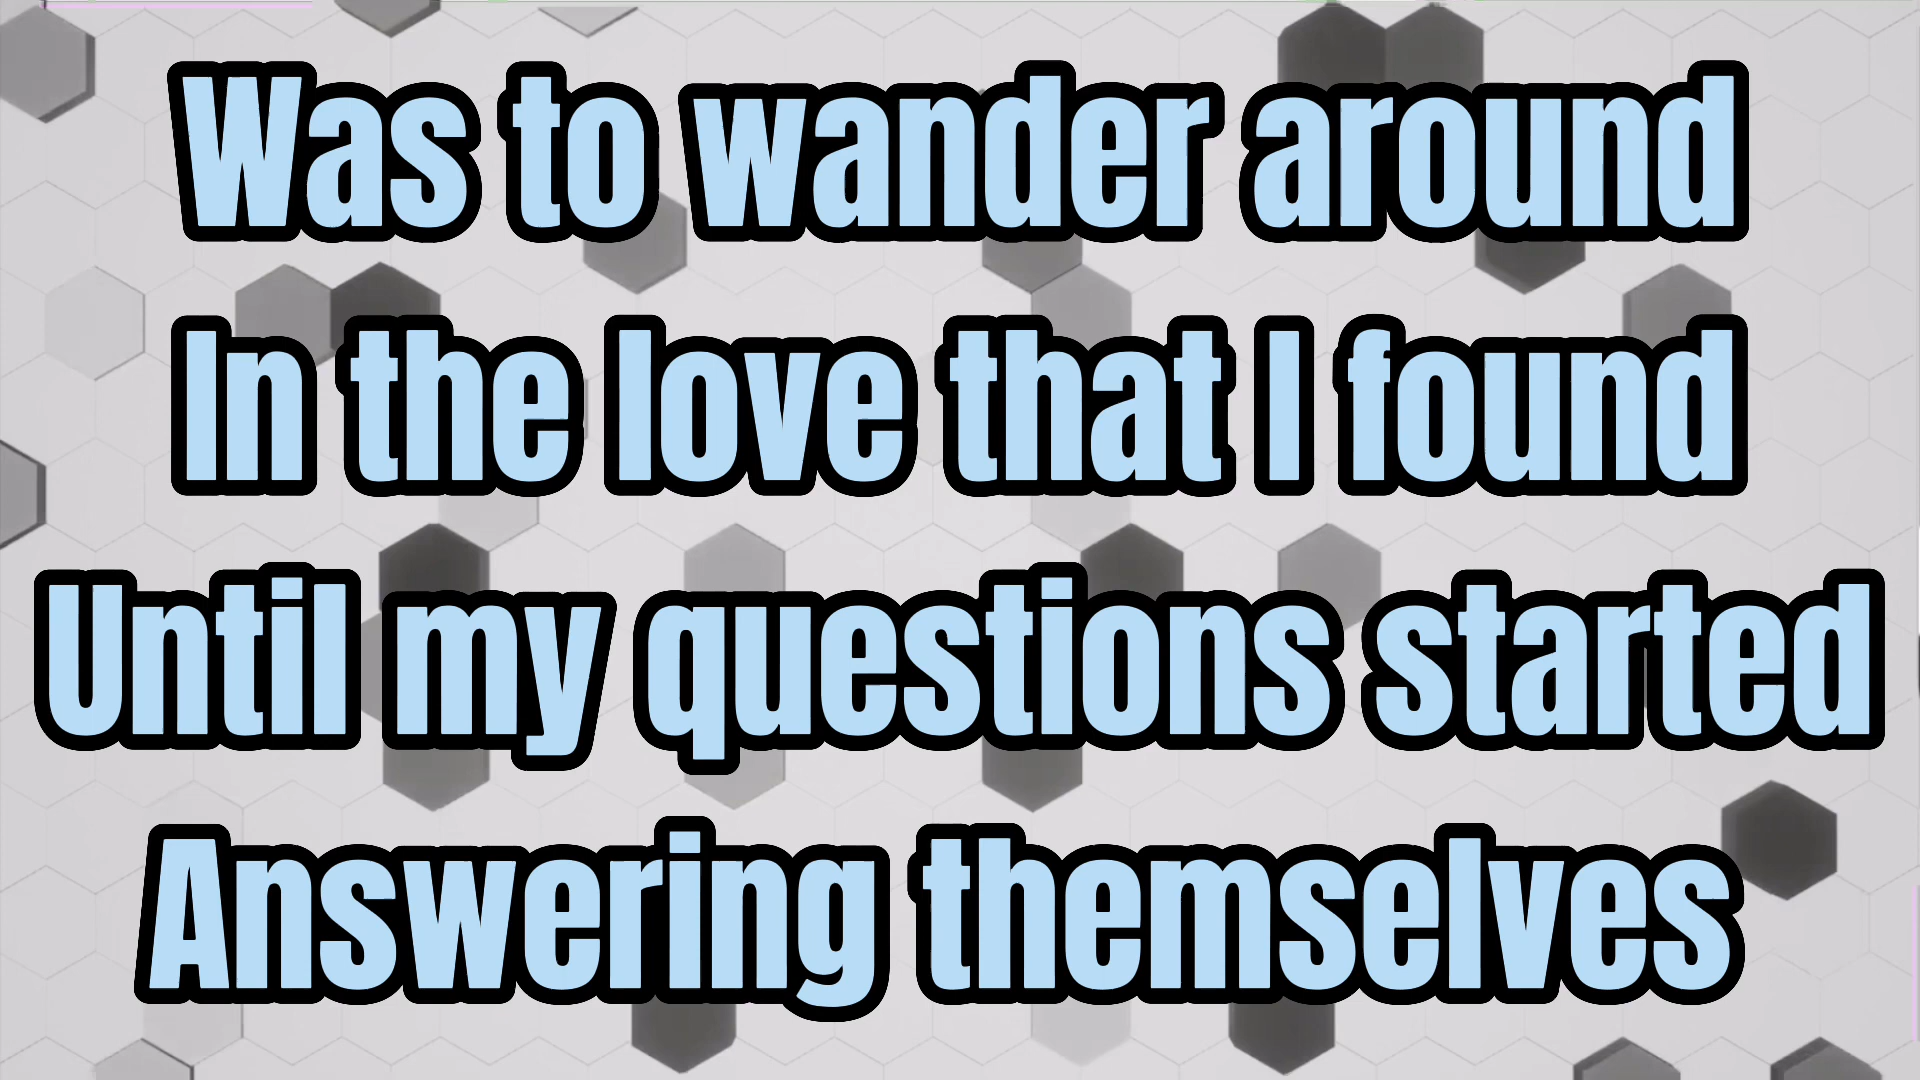 Was to wander around
In the love that I found
Until my questions started
Answering themselves